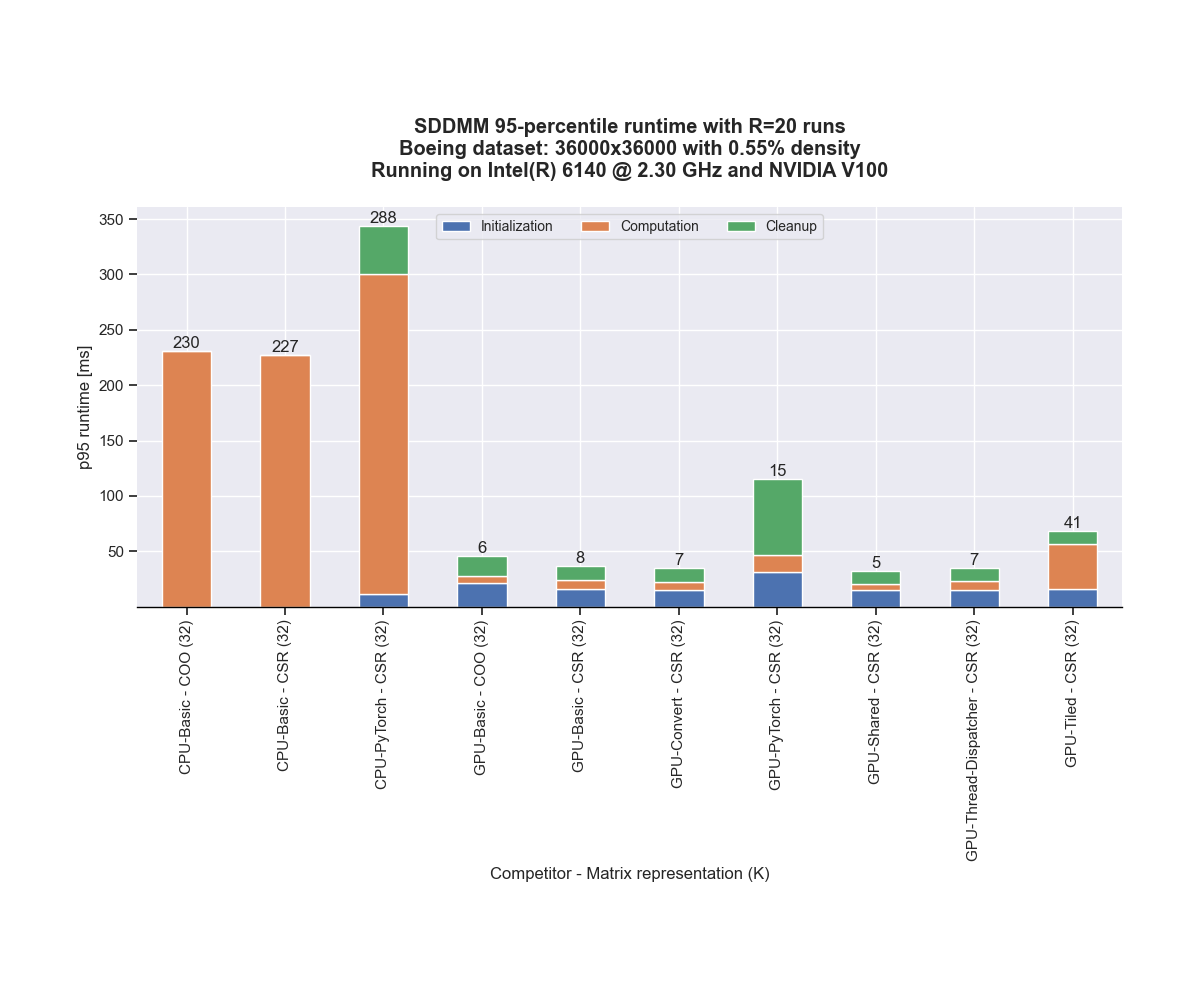 SDDMM 95-percentile runtime with R=20 runs
Boeing dataset: 36000x36000 with 0.55% density
Running on Intel(R) 6140 @ 2.30 GHz and NVIDIA V100
Initialization Computation Cleanup
p95 runtime [ms]
350
300
250
200
150
100
50
230
227
288
6
8
7
15
5
7
41
CPU-Basic - COO (32)
CPU-Basic - CSR (32)
CPU-PyTorch - CSR (32)
GPU-Basic - COO (32)
GPU-Basic - CSR (32)
GPU-Convert - CSR (32)
GPU-PyTorch - CSR (32)
GPU-Shared - CSR (32)
GPU-Thread-Dispatcher - CSR (32)
GPU-Tiled - CSR (32)
Competitor - Matrix representation (K)